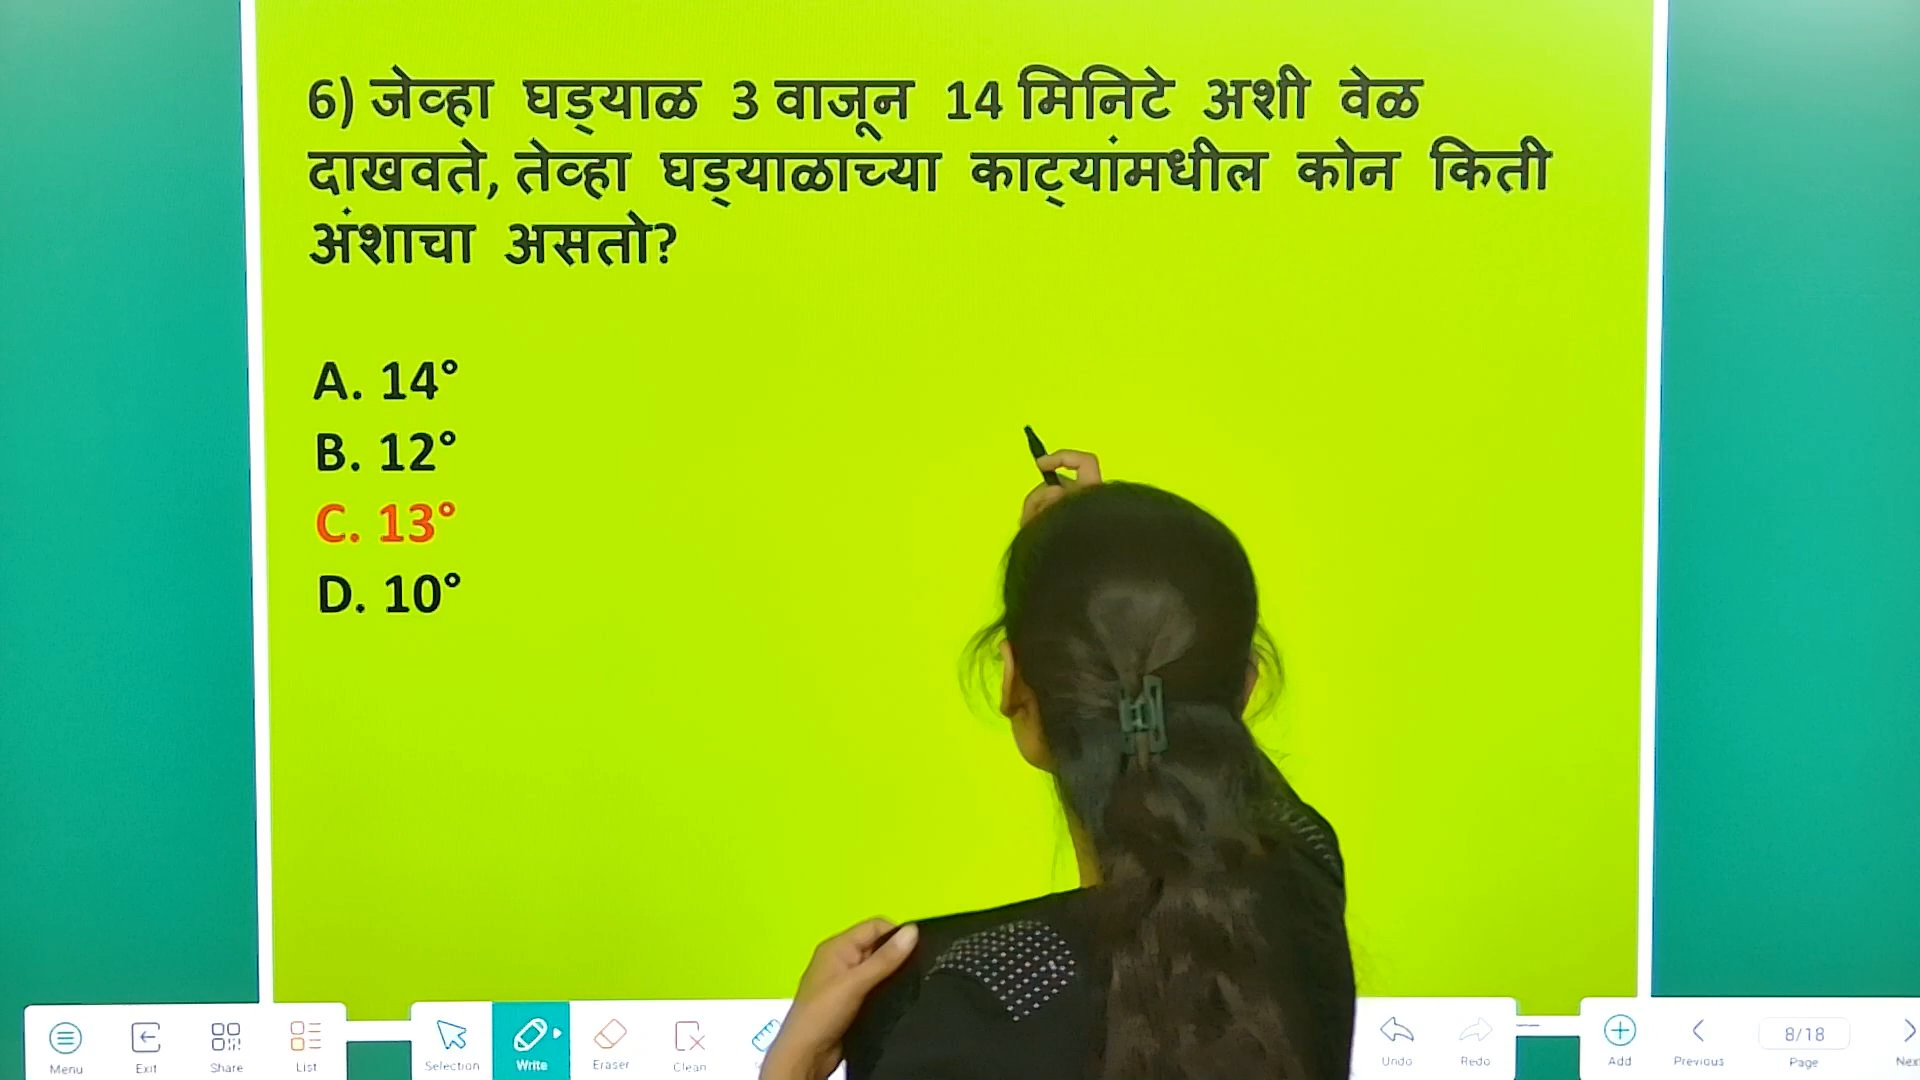 6) जेव्हा घड्याळ 3 वाजून 14 मिनिटे अशी वेळ
दाखवते, तेव्हा घड्याळाच्या काट्यांमधील कोन किती
अंशाचा असतो?
A. 14°
B. 12°
C. 13°
D. 10°
Menu
Exit
Share
List
Selection
Write
Eraser
Clean
Undo
Redo
Add
Previous
8/18
Page